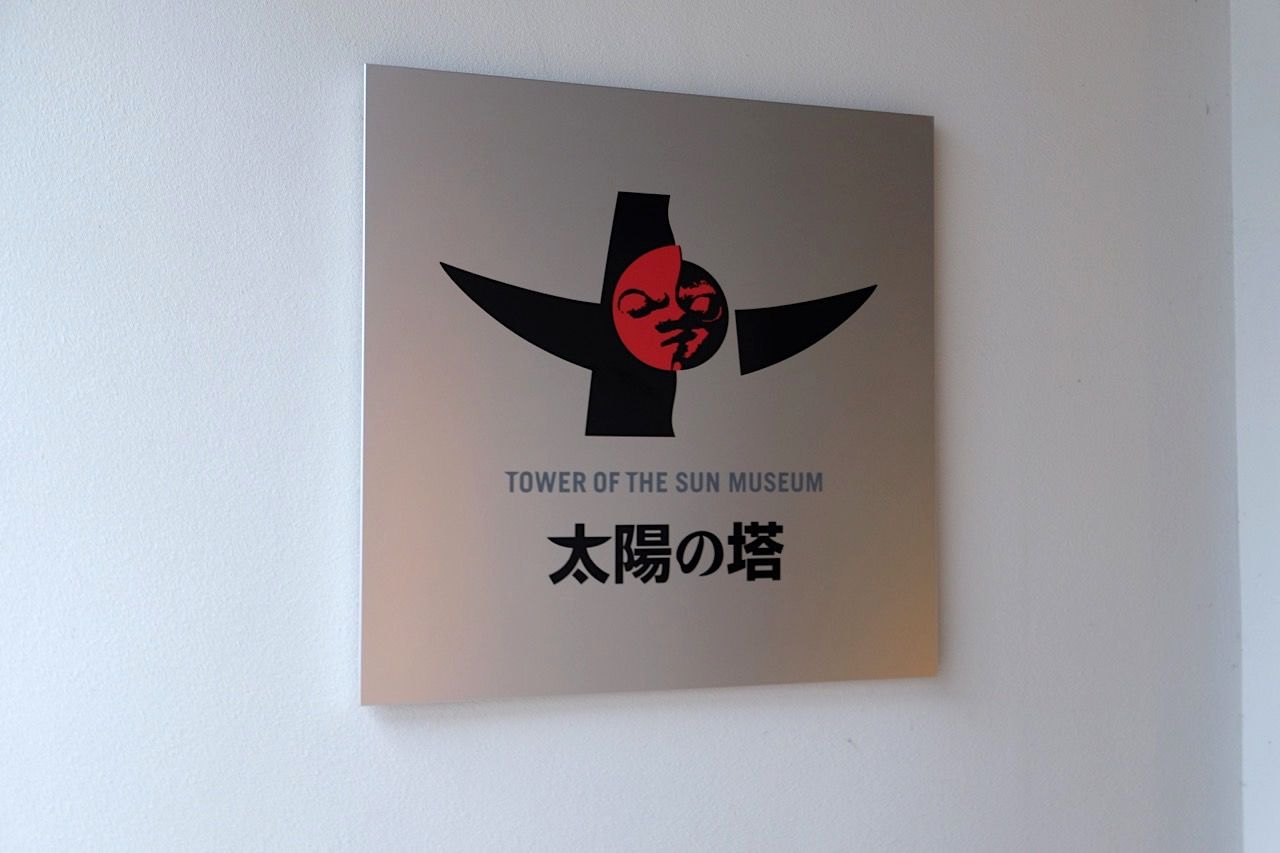 TOWER OF THE SUN MUSEUM
太陽の塔